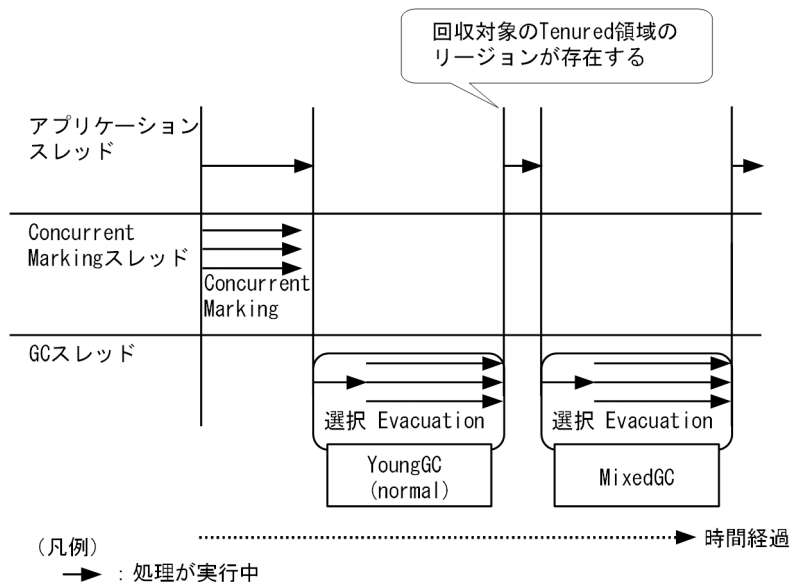 回収対象のTenured領域の
リージョンが存在する
アプリケーション
スレッド
Concurrent
Markingスレッド
Concurrent
Marking
GCスレッド
選択 Evacuation
選択 Evacuation
YoungGC
(normal)
MixedGC
時間経過
(凡例)
：処理が実行中